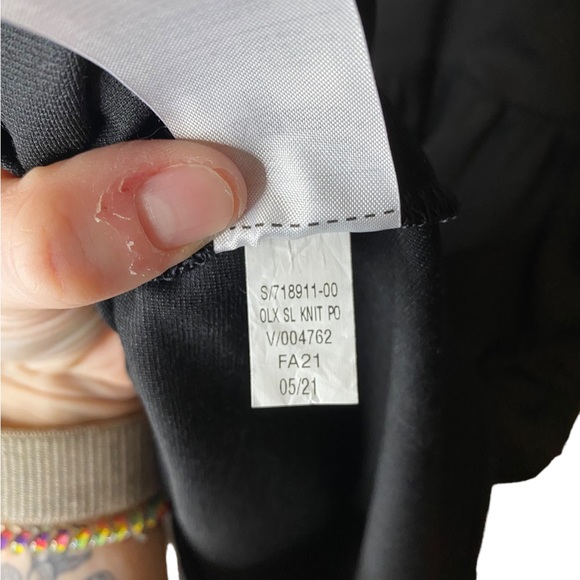 S/718911-00
OLX SL KNIT PO
V/004762
FA21
05/21